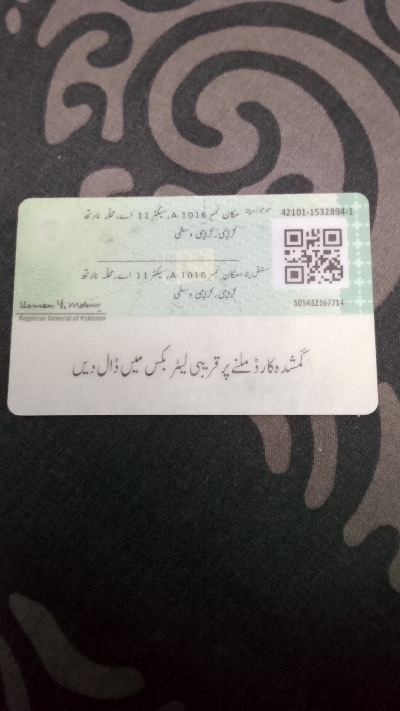 42101-1532894-1
موجودہ پتہ مکان نمبر A-1016، سیکٹر 11 اے، محلہ نارتھ
کراچی، کراچی وسطی
مستقل پتہ مکان نمبر A-1016، سیکٹر 11 اے، محلہ نارتھ
کراچی، کراچی وسطی
505432167714
Registrar General of Pakistan
گمشدہ کارڈ ملنے پر قریبی لیٹر بکس میں ڈال دیں